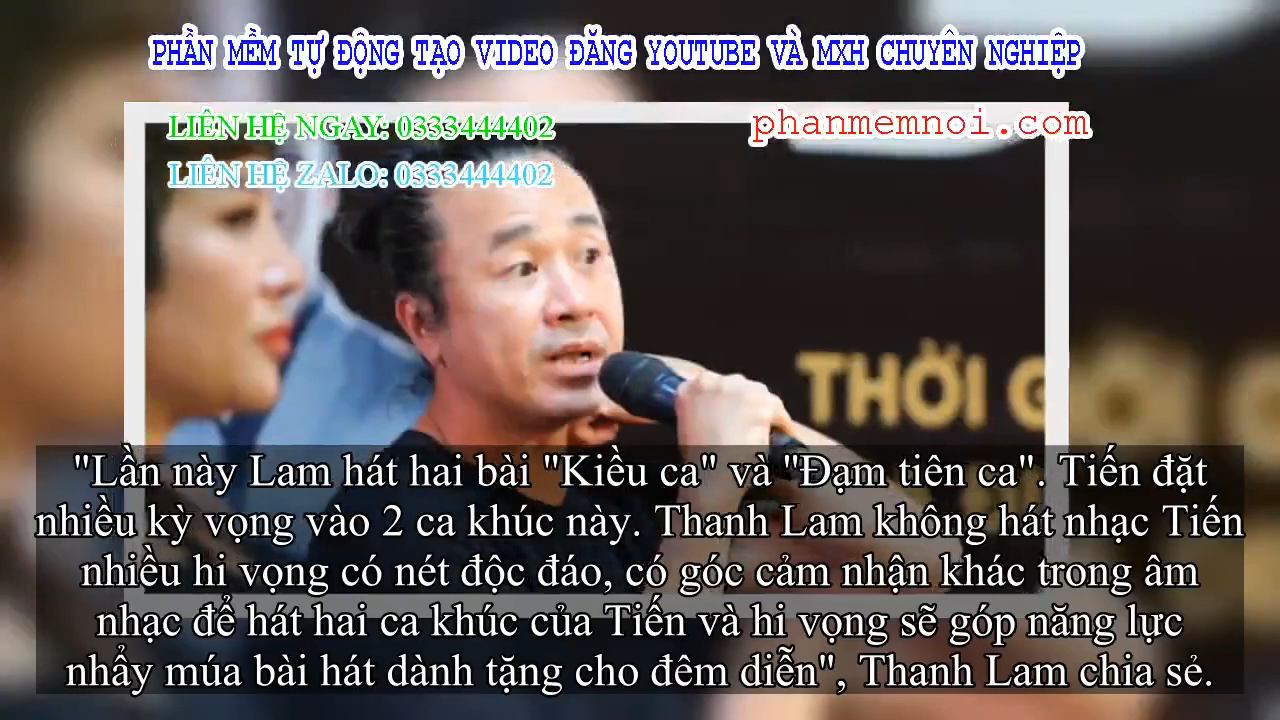 PHẦN MỀM TỰ ĐỘNG TẠO VIDEO ĐĂNG YOUTUBE VÀ MXH CHUYÊN NGHIỆP
LIÊN HỆ NGAY: 0333444402
phanmemnoi.com
LIÊN HỆ ZALO: 0333444402
THỜI G
"Lần này Lam hát hai bài "Kiều ca" và "Đạm tiên ca". Tiến đặt
nhiều kỳ vọng vào 2 ca khúc này. Thanh Lam không hát nhạc Tiến
nhiều hi vọng có nét độc đáo, có góc cảm nhận khác trong âm
nhạc để hát hai ca khúc của Tiến và hi vọng sẽ góp năng lực
nhẩy múa bài hát dành tặng cho đêm diễn", Thanh Lam chia sẻ.